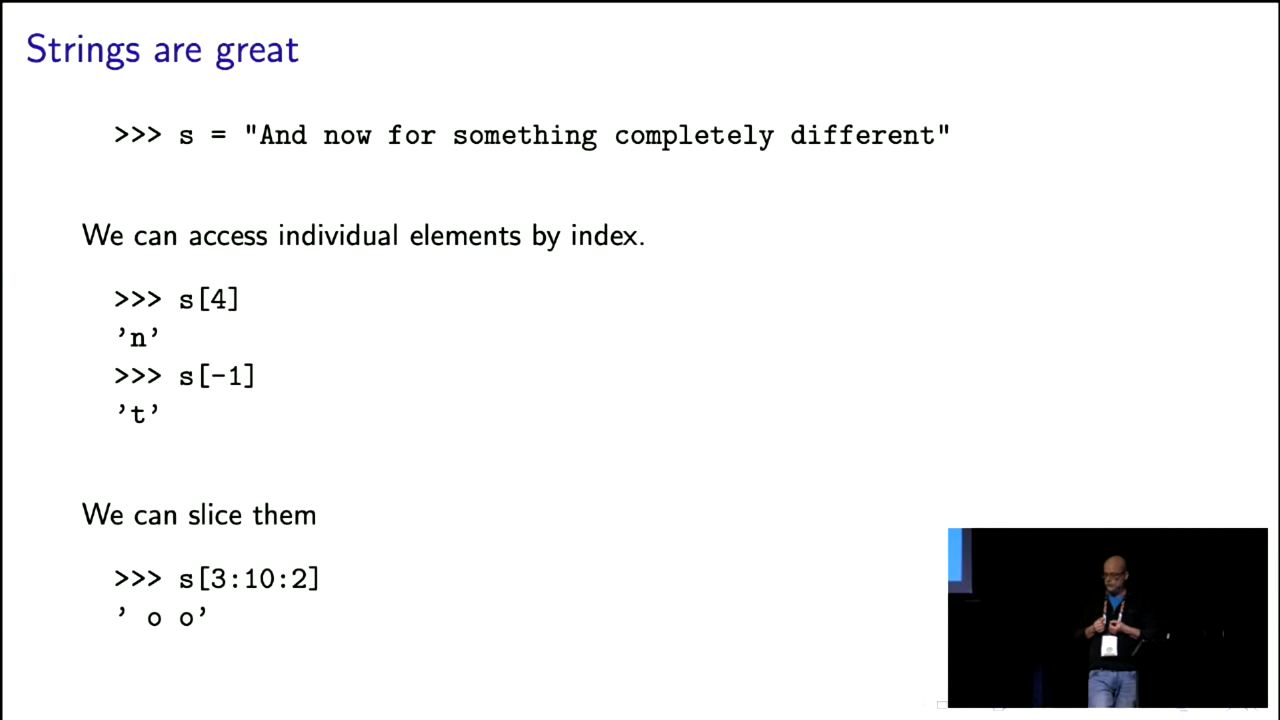 Strings are great
>>> s = "And now for something completely different"
We can access individual elements by index.
>>> s[4]
’n’
>>> s[-1]
’t’
We can slice them
>>> s[3:10:2]
’ o o’